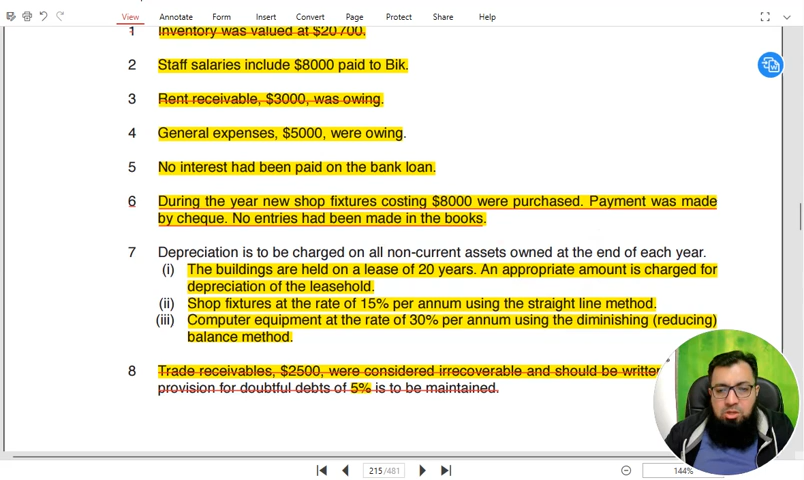 View Annotate Form Insert Convert Page Protect Share Help
1 Inventory was valued at $20 700.
2 Staff salaries include $8000 paid to Bik.
3 Rent receivable, $3000, was owing.
4 General expenses, $5000, were owing.
5 No interest had been paid on the bank loan.
6 During the year new shop fixtures costing $8000 were purchased. Payment was made
by cheque. No entries had been made in the books.
7 Depreciation is to be charged on all non-current assets owned at the end of each year.
(i) The buildings are held on a lease of 20 years. An appropriate amount is charged for
depreciation of the leasehold.
(ii) Shop fixtures at the rate of 15% per annum using the straight line method.
(iii) Computer equipment at the rate of 30% per annum using the diminishing (reducing)
balance method.
8 Trade receivables, $2500, were considered irrecoverable and should be written
provision for doubtful debts of 5% is to be maintained.
215/481 144%